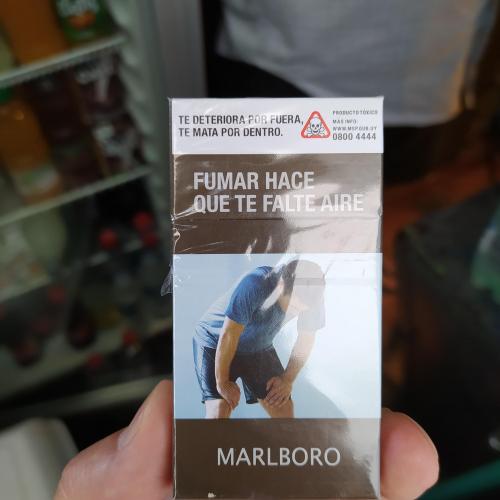 TE DETERIORA POR FUERA,
TE MATA POR DENTRO.
PRODUCTO TÓXICO
MÁS INFO:
WWW.MSP.GUB.UY
0800 4444
FUMAR HACE
QUE TE FALTE AIRE
MARLBORO